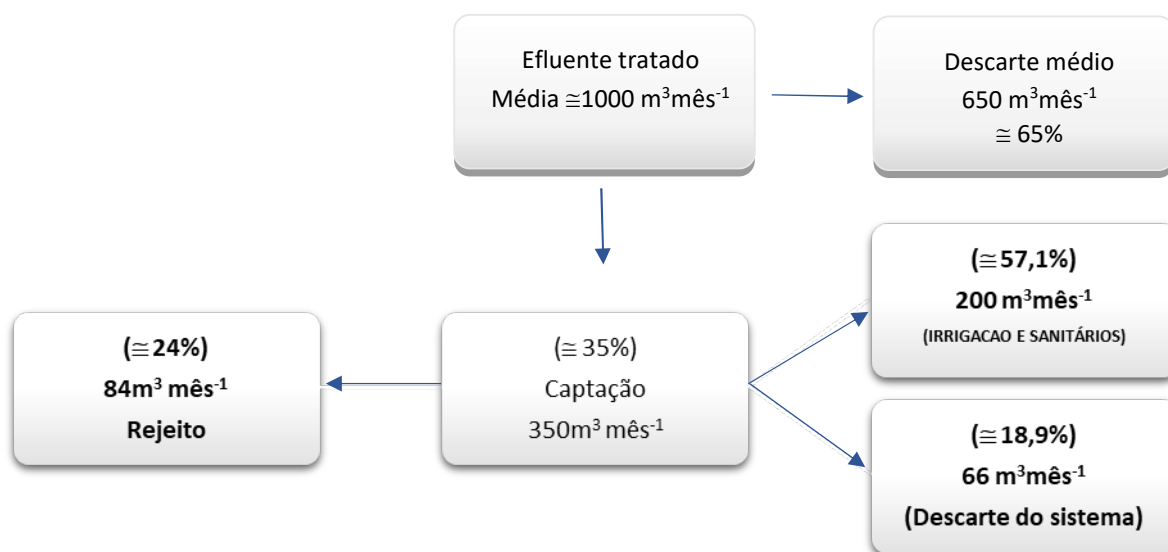 Efluente tratado
Média ≅1000 m³mês⁻¹
Descarte médio
650 m³mês⁻¹
≅ 65%
(≅57,1%)
200 m³mês⁻¹
(IRRIGACAO E SANITÁRIOS)
(≅24%)
84m³ mês⁻¹
Rejeito
(≅ 35%)
Captação
350m³ mês⁻¹
(≅18,9%)
66 m³mês⁻¹
(Descarte do sistema)